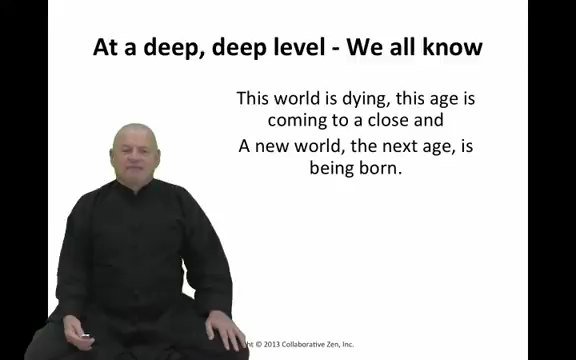 At a deep, deep level - We all know
This world is dying, this age is
coming to a close and
A new world, the next age, is
being born.
© 2013 Collaborative Zen, Inc.